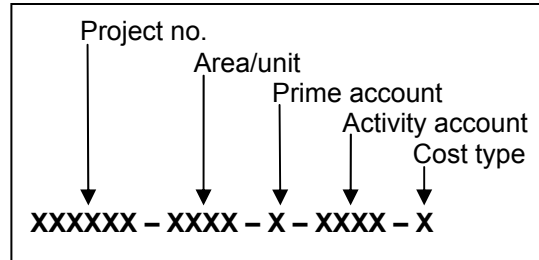 Project no.
Area/unit
Prime account
Activity account
Cost type
XXXXXX – XXXX – X – XXXX – X